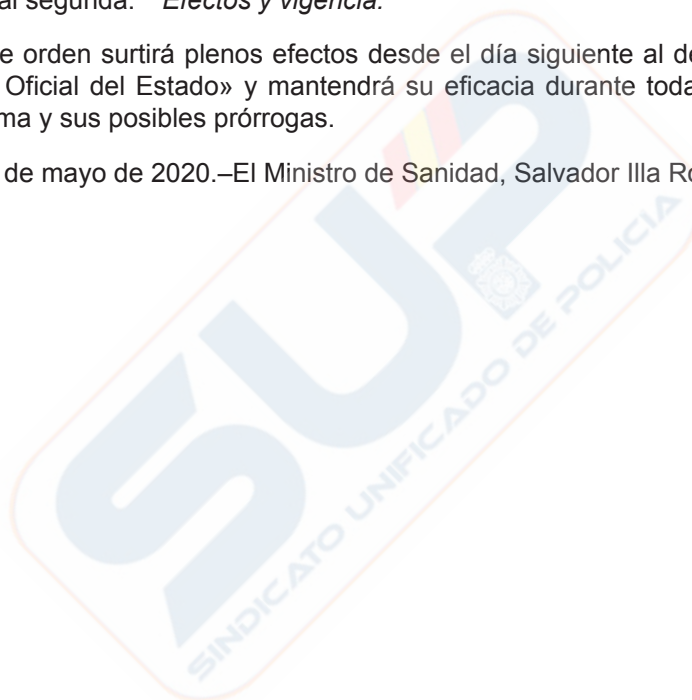 al segunda. Efectos y vigencia.
e orden surtirá plenos efectos desde el día siguiente al de
Oficial del Estado» y mantendrá su eficacia durante toda
ma y sus posibles prórrogas.
de mayo de 2020.–El Ministro de Sanidad, Salvador Illa Ro
SUP
SINDICATO UNIFICADO DE POLICIA